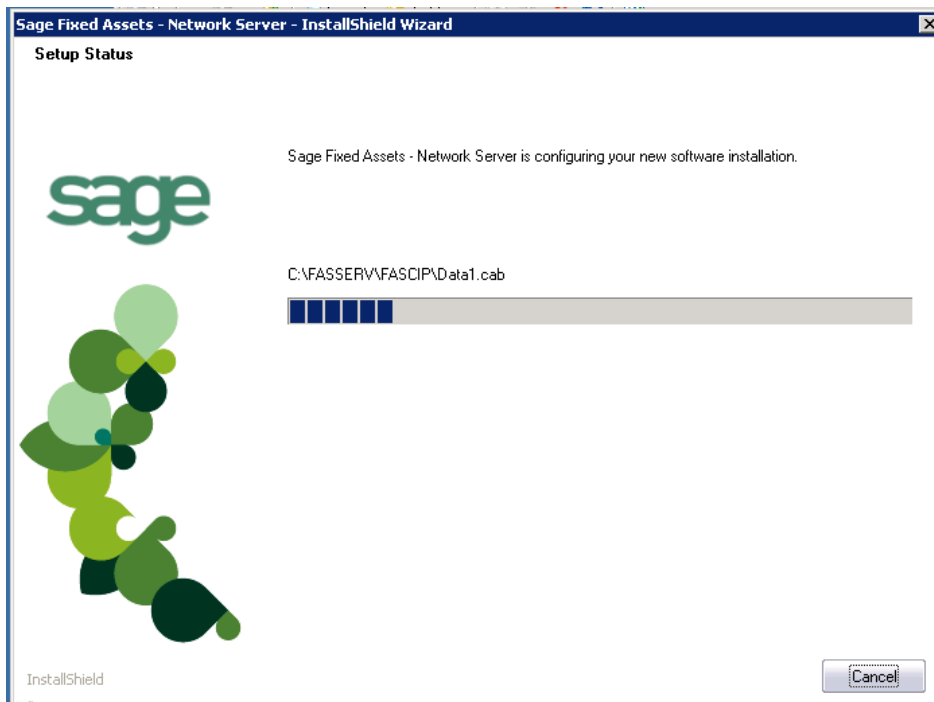 Sage Fixed Assets - Network Server - InstallShield Wizard
Setup Status
Sage Fixed Assets - Network Server is configuring your new software installation.
sage
C:\FASSERV\FASCIP\Data1.cab
InstallShield
Cancel